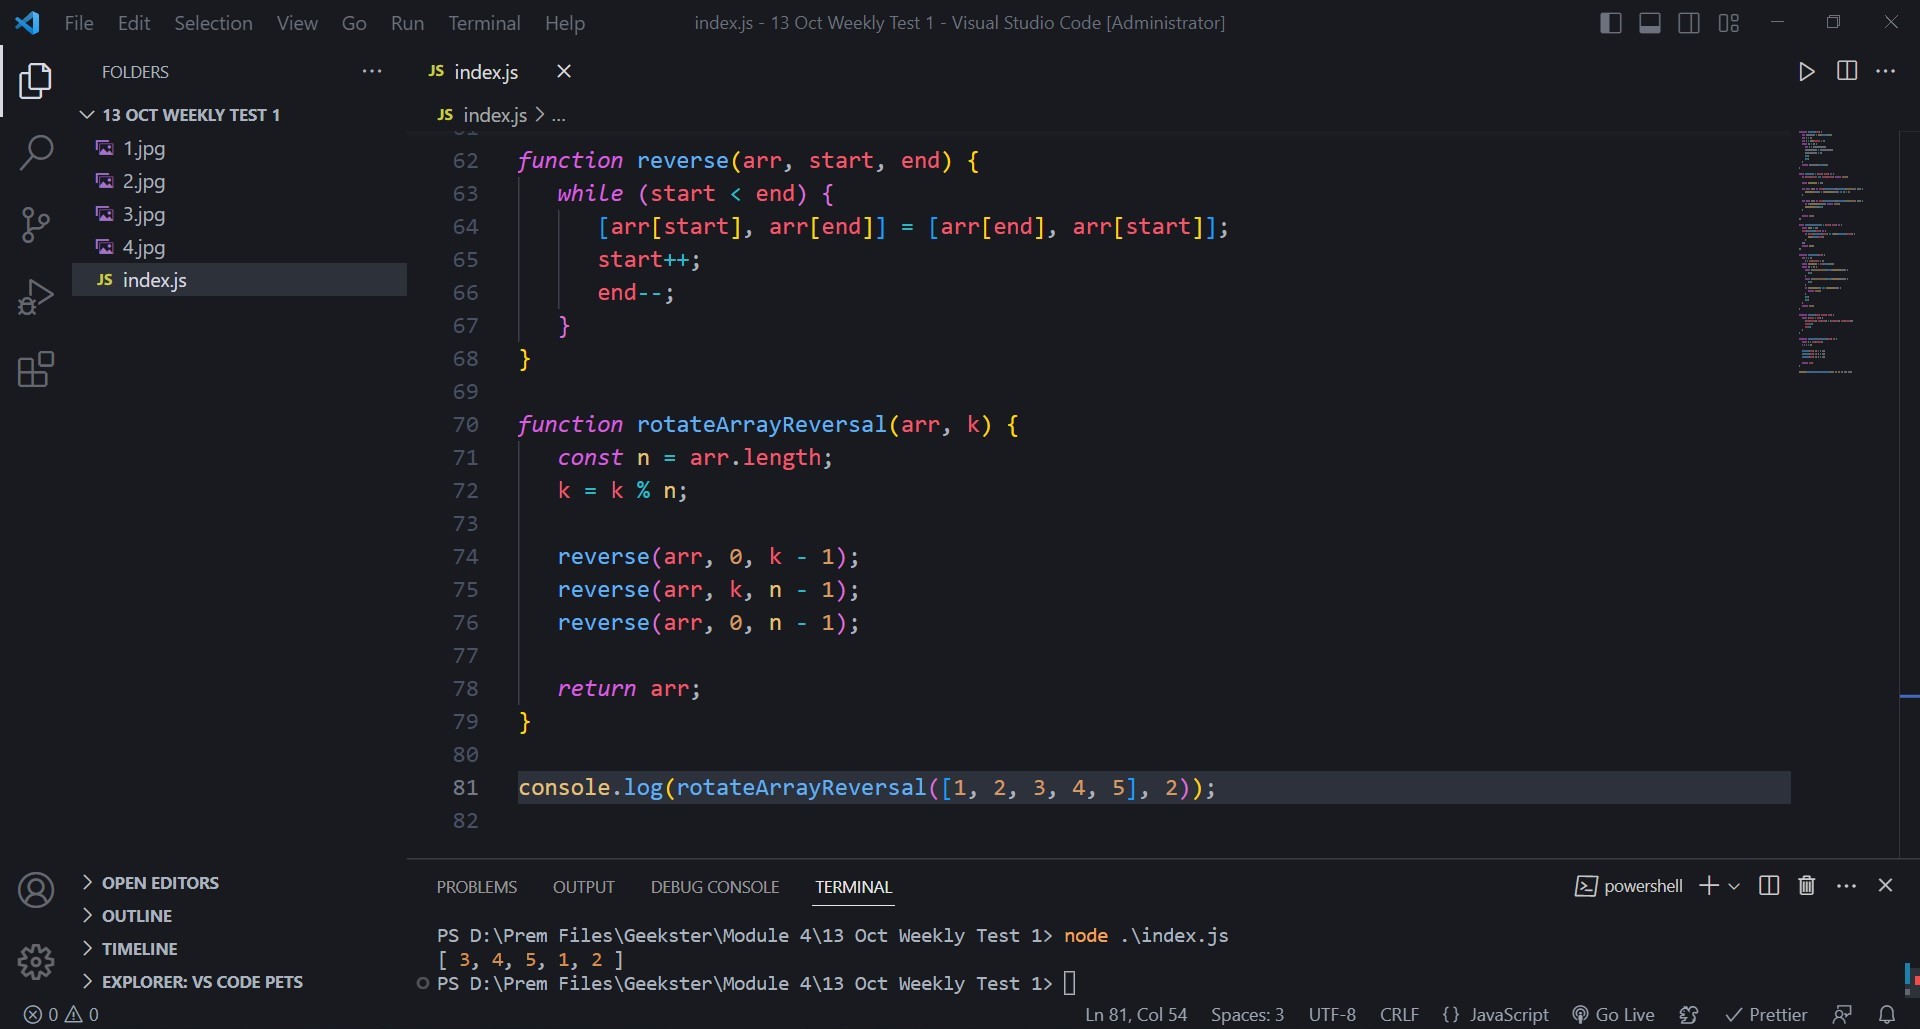 File Edit Selection View Go Run Terminal Help index.js - 13 Oct Weekly Test 1 - Visual Studio Code [Administrator]
FOLDERS
13 OCT WEEKLY TEST 1
1.jpg
2.jpg
3.jpg
4.jpg
JS index.js
OPEN EDITORS
OUTLINE
TIMELINE
EXPLORER: VS CODE PETS
JS index.js
JS index.js > ...
62 function reverse(arr, start, end) {
63 while (start < end) {
64 [arr[start], arr[end]] = [arr[end], arr[start]];
65 start++;
66 end--;
67 }
68 }
69
70 function rotateArrayReversal(arr, k) {
71 const n = arr.length;
72 k = k % n;
73
74 reverse(arr, 0, k - 1);
75 reverse(arr, k, n - 1);
76 reverse(arr, 0, n - 1);
77
78 return arr;
79 }
80
81 console.log(rotateArrayReversal([1, 2, 3, 4, 5], 2));
82
PROBLEMS OUTPUT DEBUG CONSOLE TERMINAL powershell
PS D:\Prem Files\Geekster\Module 4\13 Oct Weekly Test 1> node .\index.js
[ 3, 4, 5, 1, 2 ]
PS D:\Prem Files\Geekster\Module 4\13 Oct Weekly Test 1>
0 0 Ln 81, Col 54 Spaces: 3 UTF-8 CRLF {} JavaScript Go Live Prettier